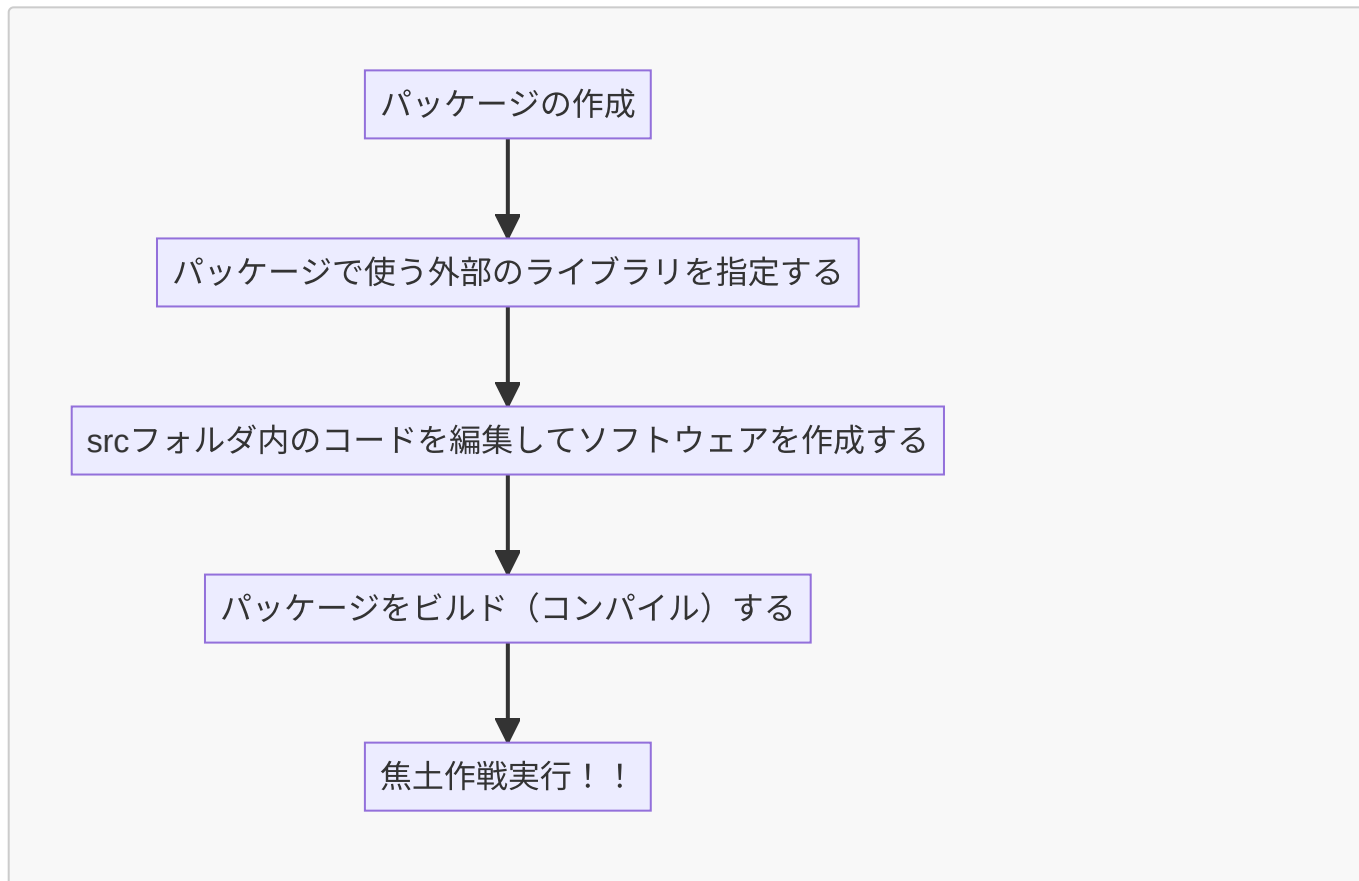 パッケージの作成
パッケージで使う外部のライブラリを指定する
srcフォルダ内のコードを編集してソフトウェアを作成する
パッケージをビルド（コンパイル）する
焦土作戦実行！！